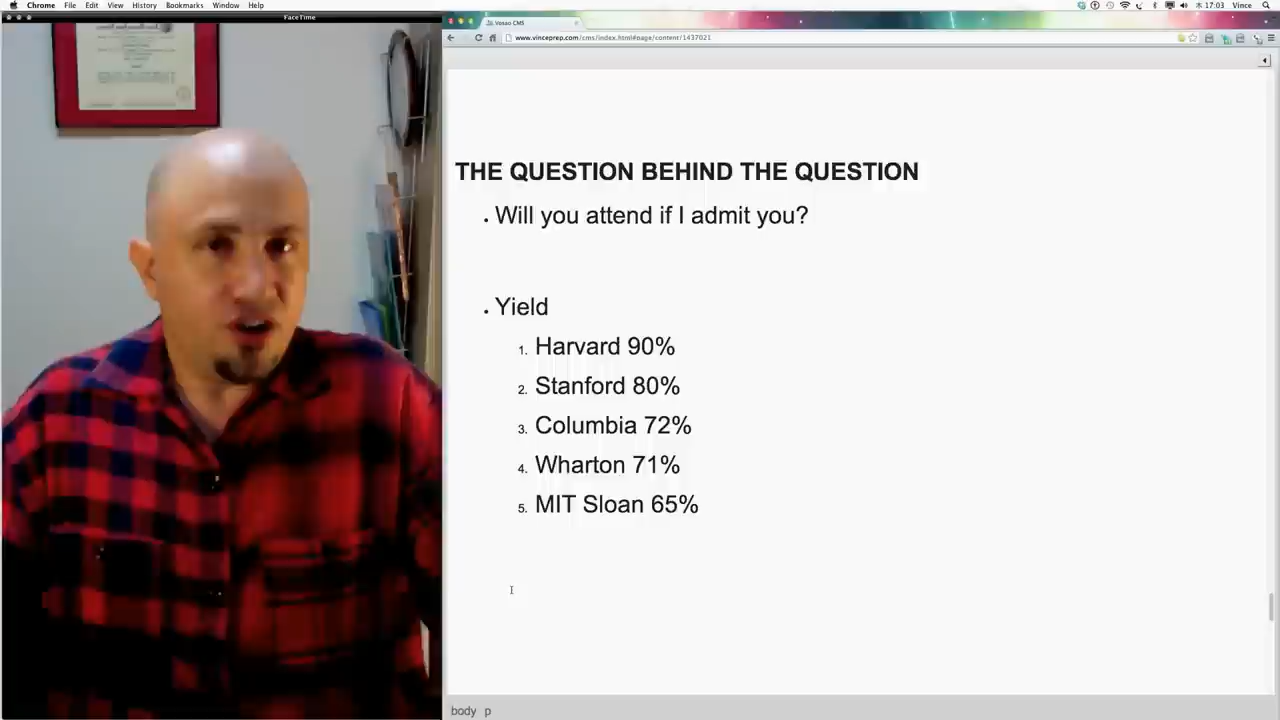 Chrome File Edit View History Bookmarks Window Help
17:03 Vince
FaceTime
Vosao CMS
www.vinceprep.com/cms/index.html#page/content/1437021
THE QUESTION BEHIND THE QUESTION
• Will you attend if I admit you?
• Yield
1. Harvard 90%
2. Stanford 80%
3. Columbia 72%
4. Wharton 71%
5. MIT Sloan 65%
body p